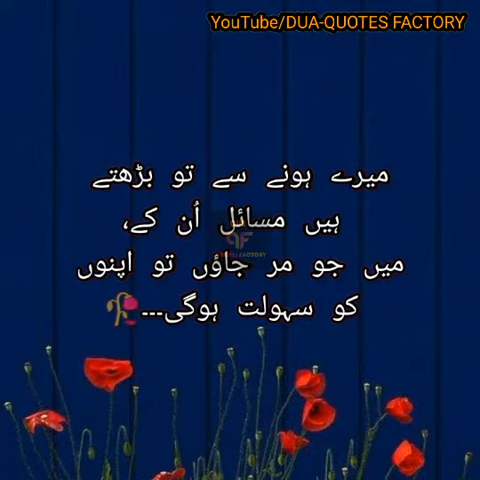 YouTube/DUA-QUOTES FACTORY
میرے ہونے سے تو بڑھتے
ہیں مسائل اُن کے،
میں جو مر جاؤں تو اپنوں
کو سہولت ہوگی۔۔۔🥀